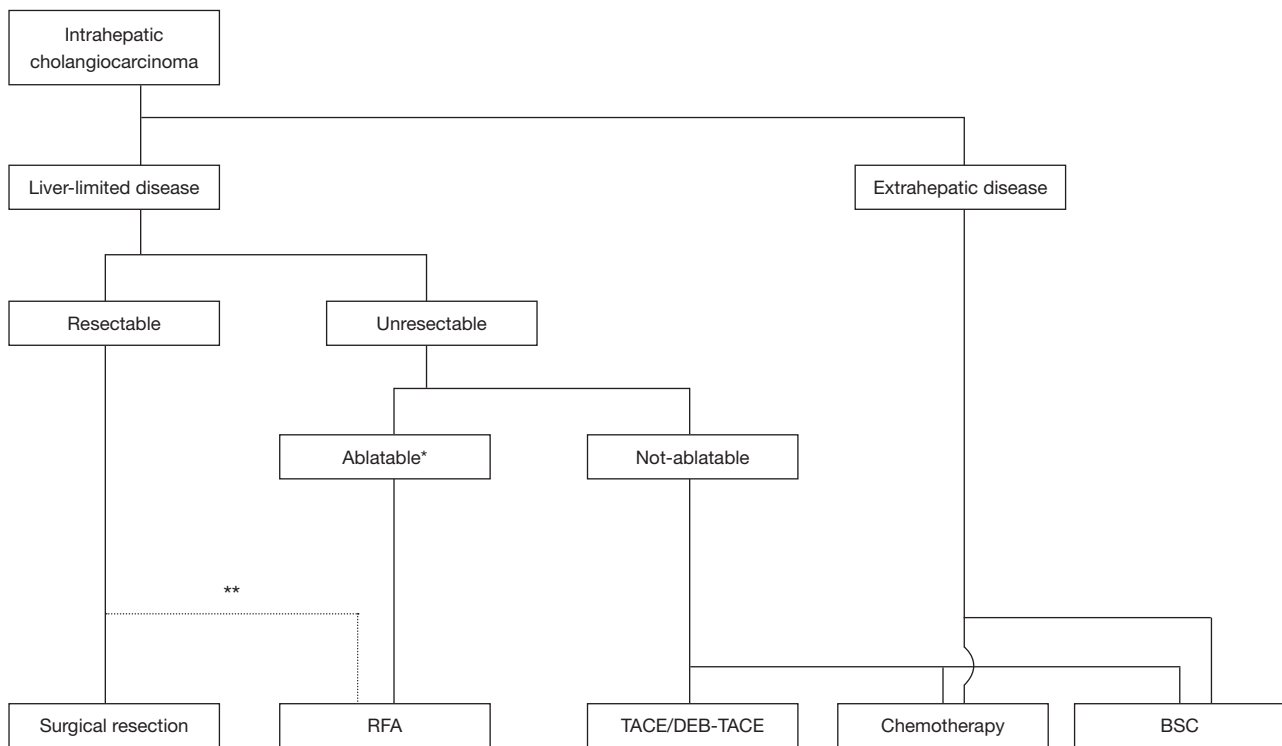 Intrahepatic
cholangiocarcinoma
Liver-limited disease
Extrahepatic disease
Resectable
Unresectable
Ablatable*
Not-ablatable
**
Surgical resection
RFA
TACE/DEB-TACE
Chemotherapy
BSC